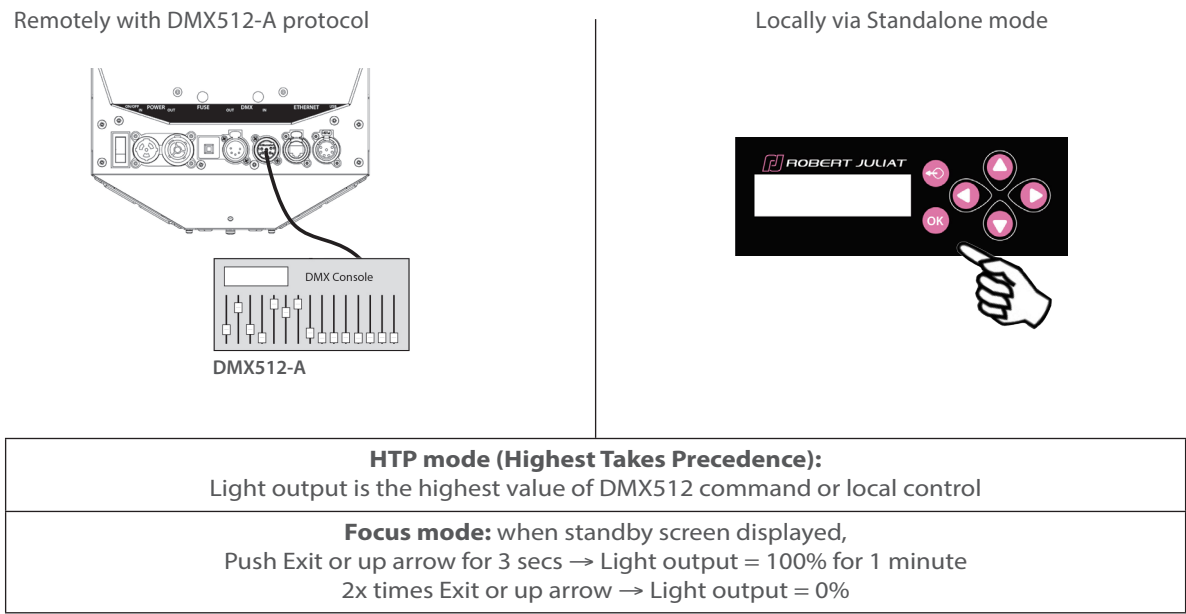 Remotely with DMX512-A protocol
Locally via Standalone mode
ON/OFF IN POWER OUT FUSE OUT DMX IN ETHERNET USB
ROBERT JULIAT
OK
DMX Console
DMX512-A
HTP mode (Highest Takes Precedence):
Light output is the highest value of DMX512 command or local control
Focus mode: when standby screen displayed,
Push Exit or up arrow for 3 secs → Light output = 100% for 1 minute
2x times Exit or up arrow → Light output = 0%